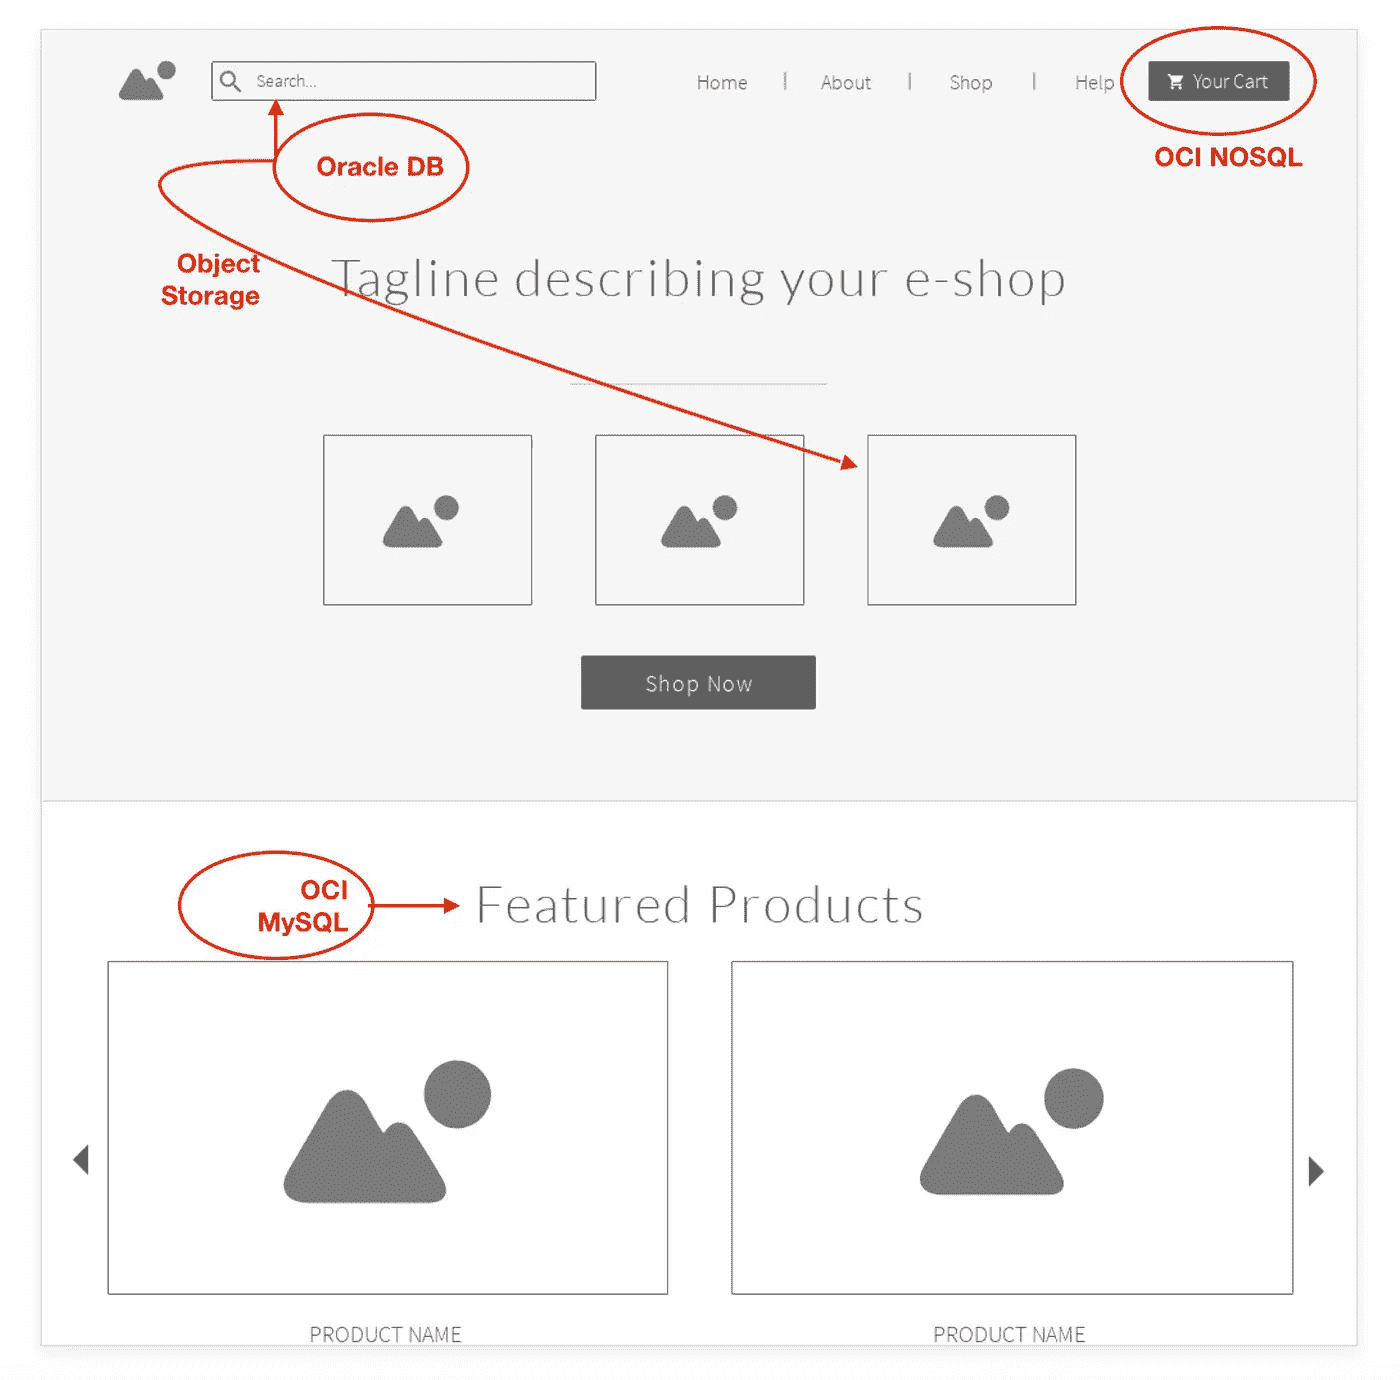 Search...
Home | About | Shop | Help
Your Cart
Oracle DB
OCI NOSQL
Object
Storage
Tagline describing your e-shop
Shop Now
OCI
MySQL
Featured Products
PRODUCT NAME
PRODUCT NAME